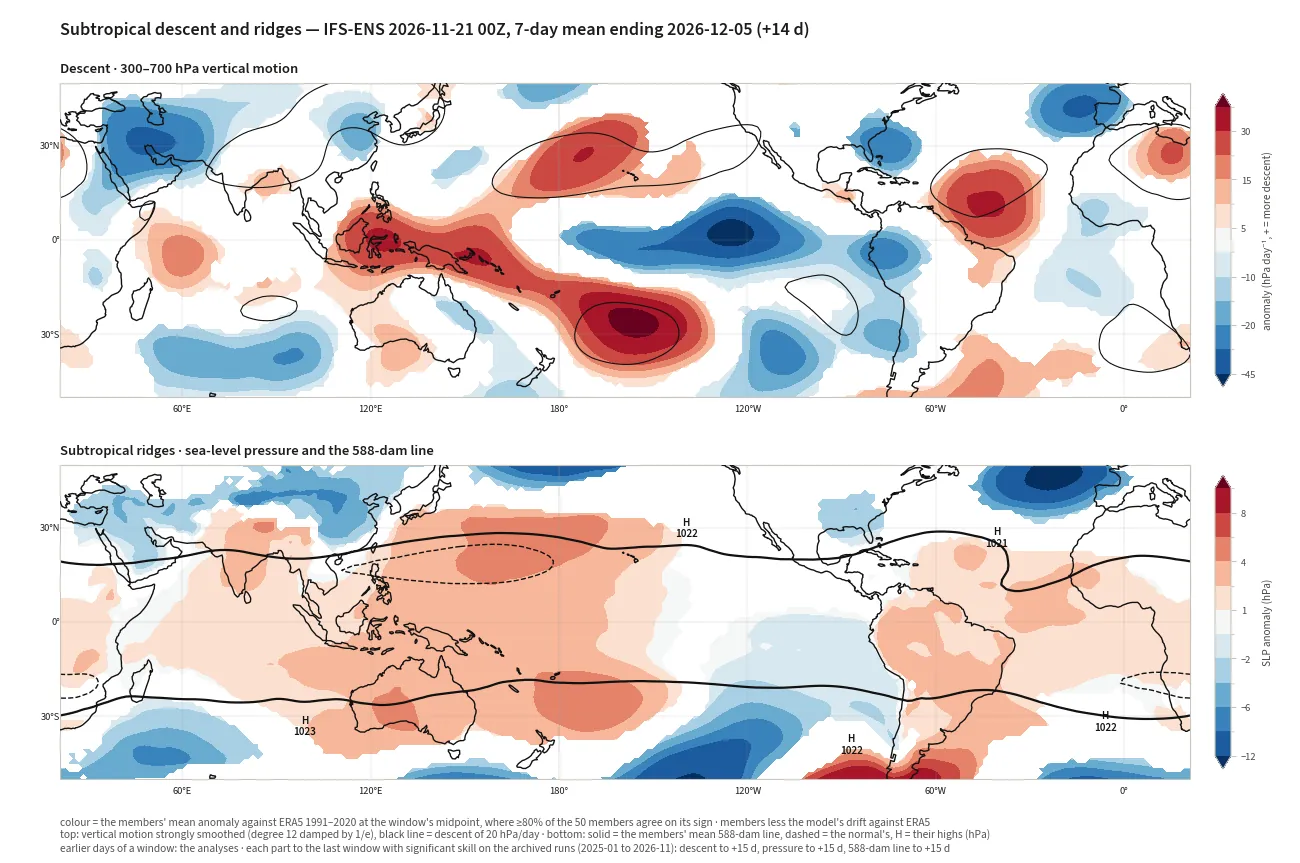 Subtropical descent and ridges — IFS-ENS 2026-11-21 00Z, 7-day mean ending 2026-12-05 (+14 d)
Descent · 300–700 hPa vertical motion
30°N
0°
30°S
60°E
120°E
180°
120°W
60°W
0°
30
15
5
−10
−20
−45
anomaly (hPa day⁻¹, + = more descent)
Subtropical ridges · sea-level pressure and the 588-dam line
30°N
0°
30°S
H
1022
H
1021
H
1023
H
1022
H
1022
60°E
120°E
180°
120°W
60°W
0°
8
4
1
−2
−6
−12
SLP anomaly (hPa)
colour = the members' mean anomaly against ERA5 1991–2020 at the window's midpoint, where ≥80% of the 50 members agree on its sign · members less the model's drift against ERA5
top: vertical motion strongly smoothed (degree 12 damped by 1/e), black line = descent of 20 hPa/day · bottom: solid = the members' mean 588-dam line, dashed = the normal's, H = their highs (hPa)
earlier days of a window: the analyses · each part to the last window with significant skill on the archived runs (2025-01 to 2026-11): descent to +15 d, pressure to +15 d, 588-dam line to +15 d